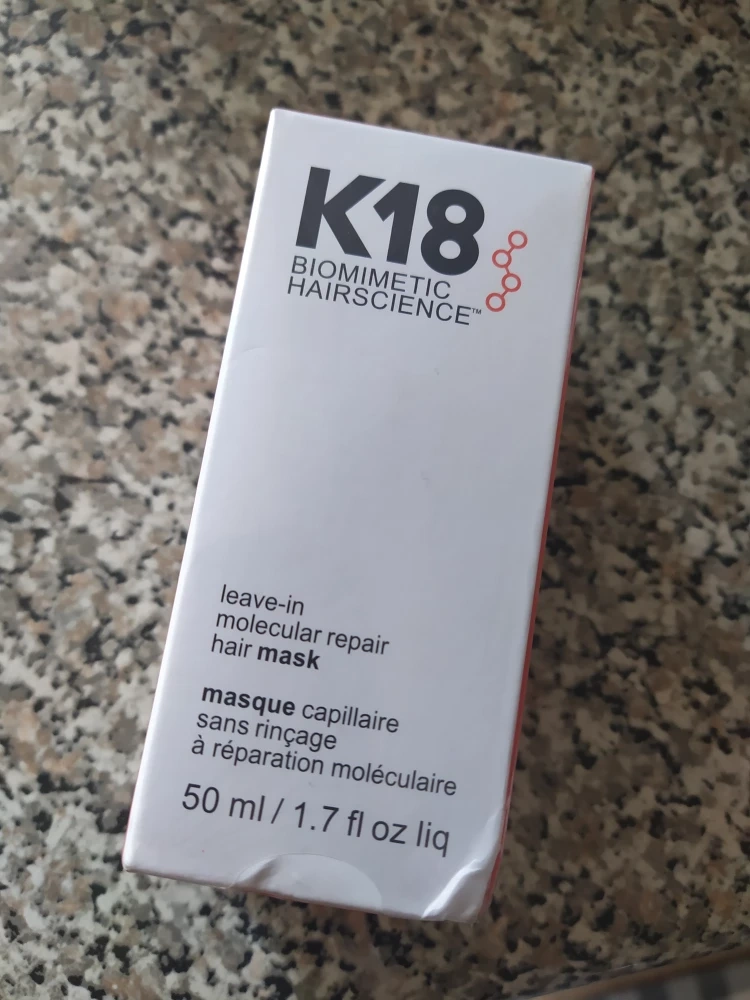 K18
BIOMIMETIC
HAIRSCIENCE™
leave-in
molecular repair
hair mask
masque capillaire
sans rinçage
à réparation moléculaire
50 ml / 1.7 fl oz liq